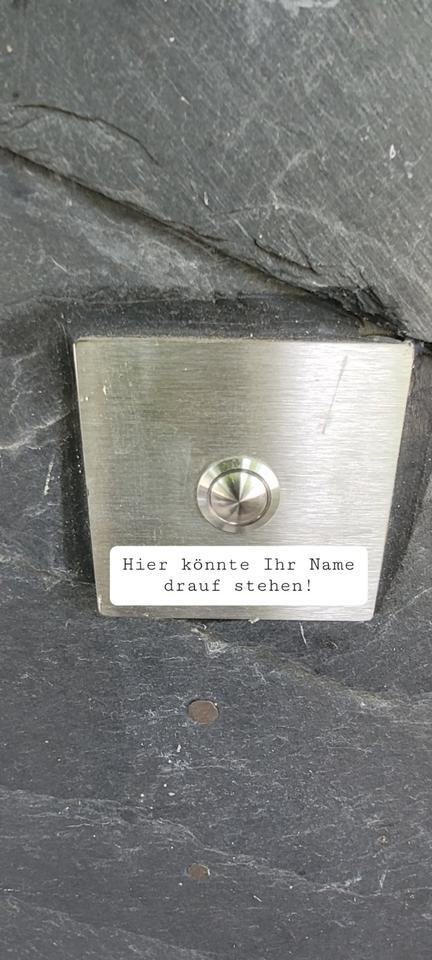 Hier könnte Ihr Name
drauf stehen!